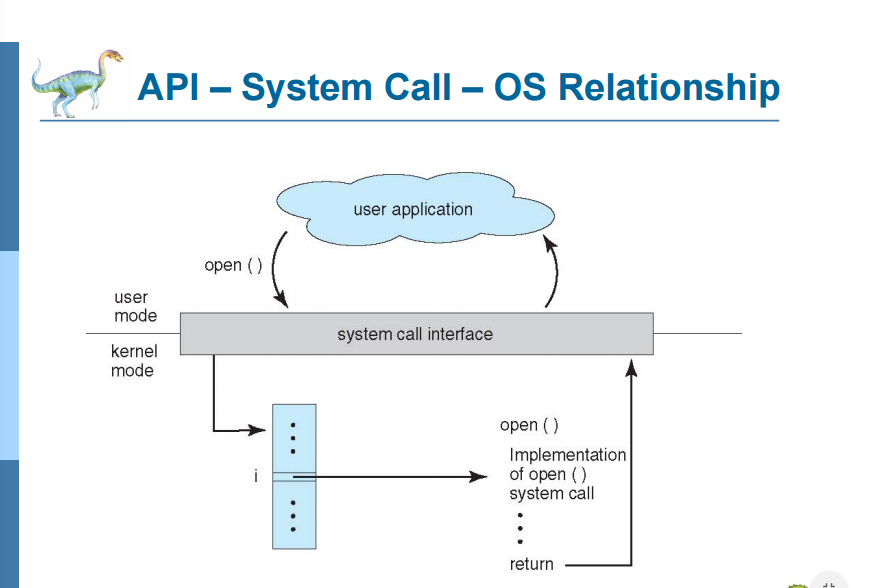 API – System Call – OS Relationship
user application
open ( )
user
mode
system call interface
kernel
mode
i
open ( )
Implementation
of open ( )
system call
return